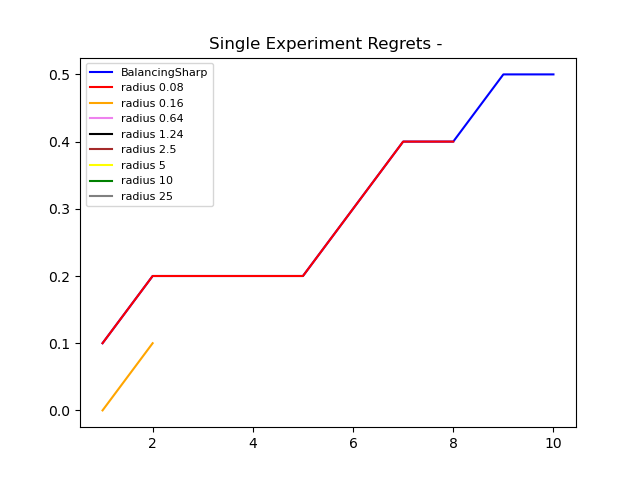 Single Experiment Regrets -
BalancingSharp
radius 0.08
radius 0.16
radius 0.64
radius 1.24
radius 2.5
radius 5
radius 10
radius 25
0.5
0.4
0.3
0.2
0.1
0.0
2 4 6 8 10